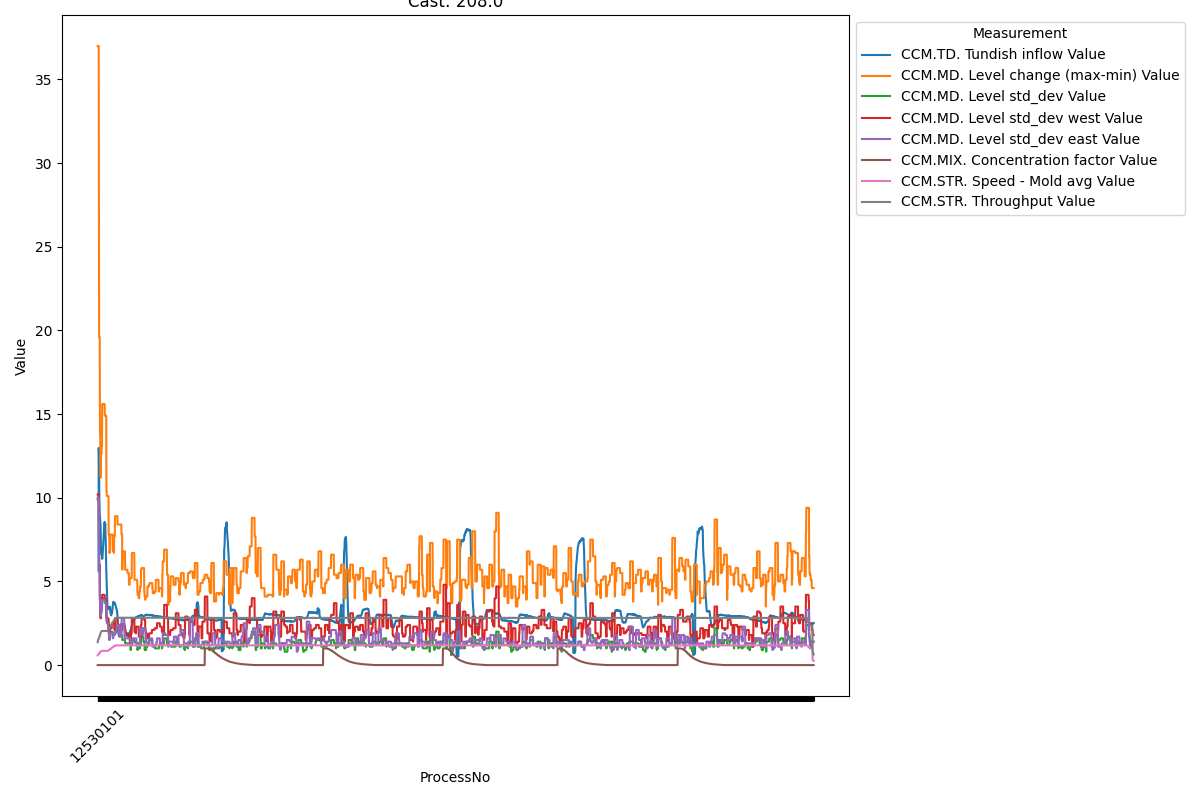 Cast: 208.0
Measurement
CCM.TD. Tundish inflow Value
CCM.MD. Level change (max-min) Value
CCM.MD. Level std_dev Value
CCM.MD. Level std_dev west Value
CCM.MD. Level std_dev east Value
CCM.MIX. Concentration factor Value
CCM.STR. Speed - Mold avg Value
CCM.STR. Throughput Value
35
30
25
20
15
10
5
0
Value
12530101
ProcessNo